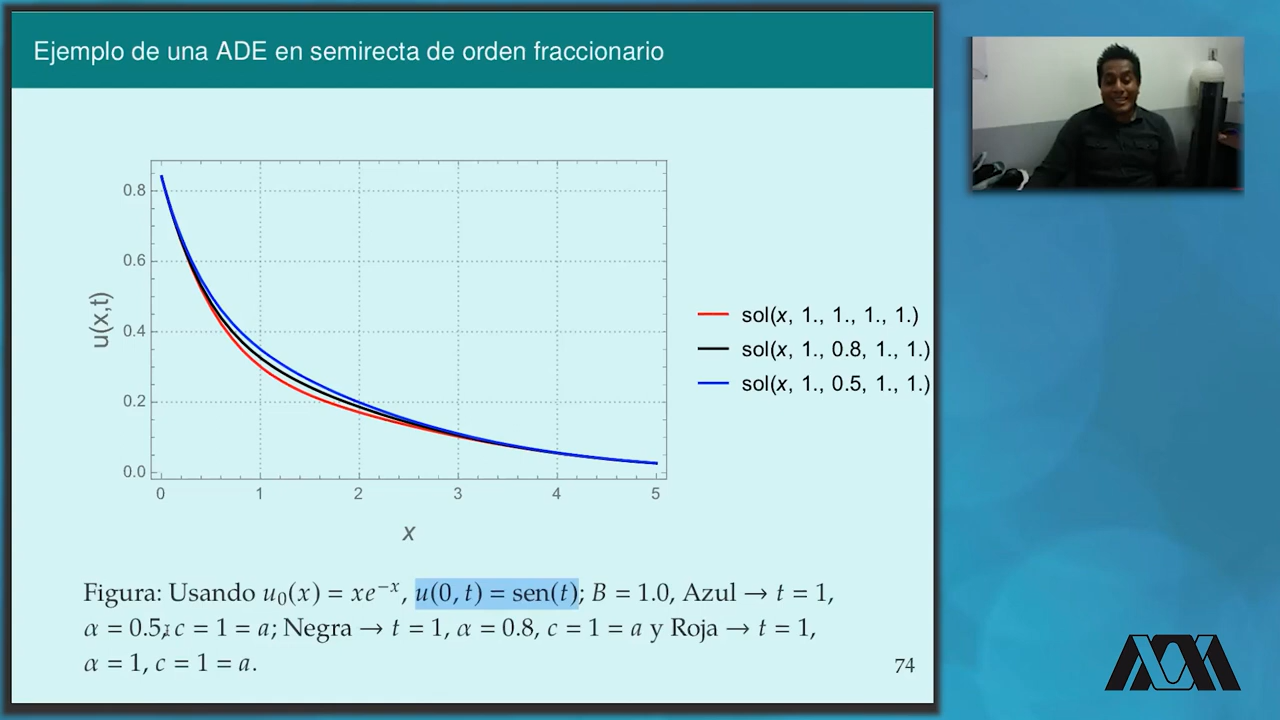 Ejemplo de una ADE en semirecta de orden fraccionario
0.8
0.6
0.4
0.2
0.0
u(x,t)
0 1 2 3 4 5
x
sol(x, 1., 1., 1., 1.)
sol(x, 1., 0.8, 1., 1.)
sol(x, 1., 0.5, 1., 1.)
Figura: Usando u₀(x) = xe⁻ˣ, u(0, t) = sen(t); B = 1.0, Azul → t = 1,
α = 0.5, c = 1 = a; Negra → t = 1, α = 0.8, c = 1 = a y Roja → t = 1,
α = 1, c = 1 = a.
74